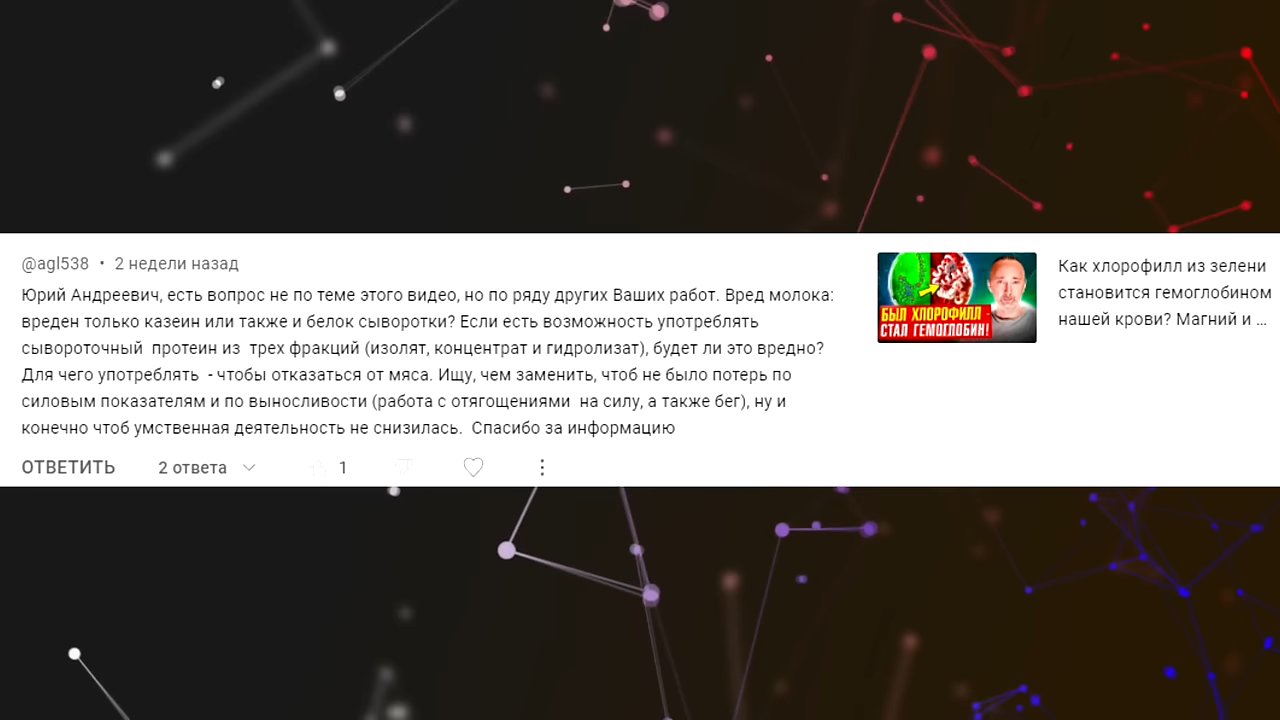 @agl538 • 2 недели назад
Юрий Андреевич, есть вопрос не по теме этого видео, но по ряду других Ваших работ. Вред молока:
вреден только казеин или также и белок сыворотки? Если есть возможность употреблять
сывороточный протеин из трех фракций (изолят, концентрат и гидролизат), будет ли это вредно?
Для чего употреблять - чтобы отказаться от мяса. Ищу, чем заменить, чтоб не было потерь по
силовым показателям и по выносливости (работа с отягощениями на силу, а также бег), ну и
конечно чтоб умственная деятельность не снизилась. Спасибо за информацию
ОТВЕТИТЬ 2 ответа 1
БЫЛ ХЛОРОФИЛЛ -
СТАЛ ГЕМОГЛОБИН!
Как хлорофилл из зелени
становится гемоглобином
нашей крови? Магний и ...